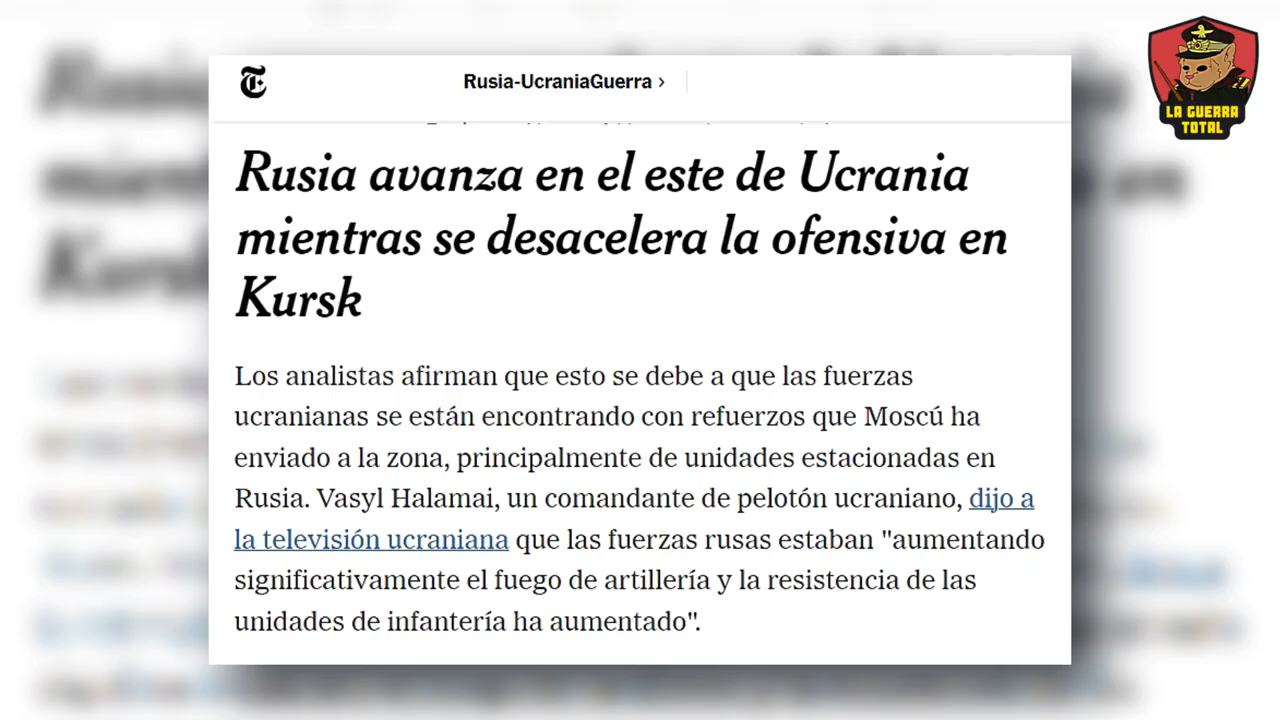 Rusia-UcraniaGuerra ›
LA GUERRA
TOTAL
Rusia avanza en el este de Ucrania
mientras se desacelera la ofensiva en
Kursk
Los analistas afirman que esto se debe a que las fuerzas
ucranianas se están encontrando con refuerzos que Moscú ha
enviado a la zona, principalmente de unidades estacionadas en
Rusia. Vasyl Halamai, un comandante de pelotón ucraniano, dijo a
la televisión ucraniana que las fuerzas rusas estaban "aumentando
significativamente el fuego de artillería y la resistencia de las
unidades de infantería ha aumentado".